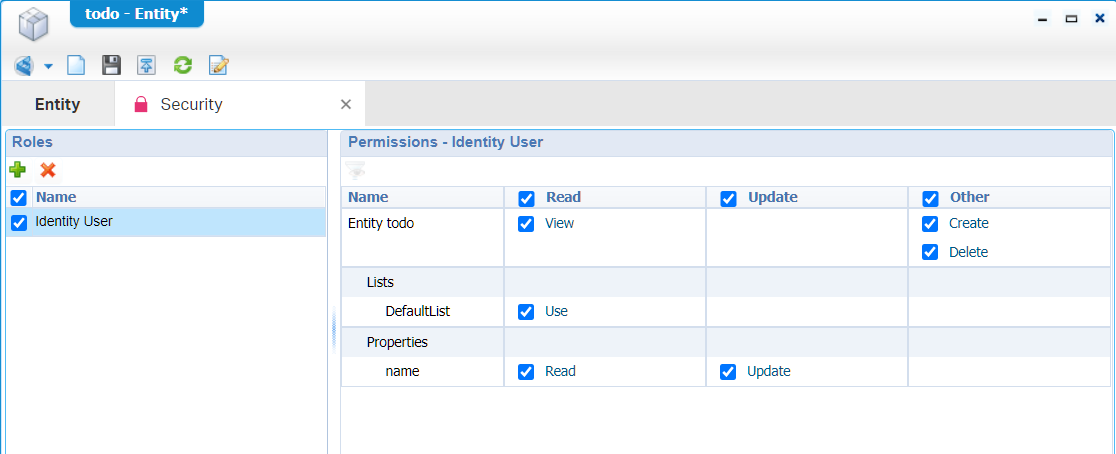 todo - Entity*
Entity Security
Roles Permissions - Identity User
Name
Identity User
Name Read Update Other
Entity todo View Create
Delete
Lists
DefaultList Use
Properties
name Read Update